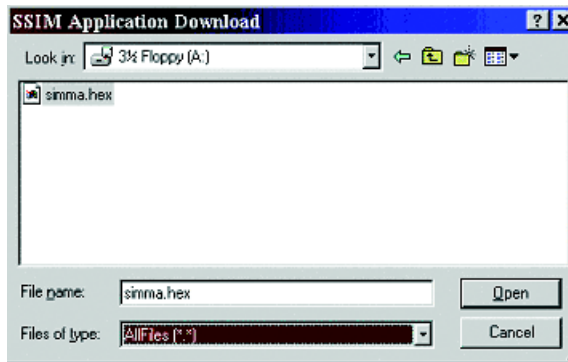 SSIM Application Download
Look in: 3½ Floppy (A:)
simma.hex
File name: simma.hex Open
Files of type: AllFiles (*.*) Cancel